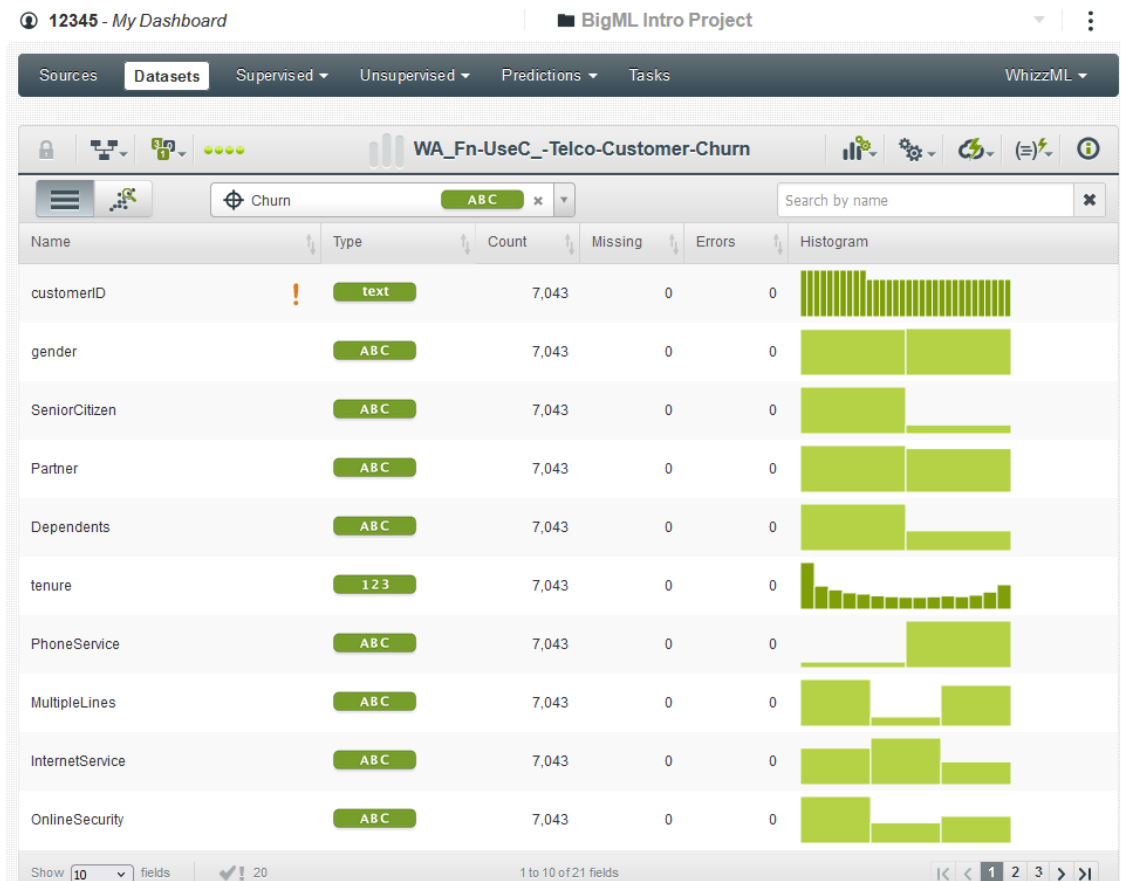 12345 - My Dashboard BigML Intro Project
Sources Datasets Supervised Unsupervised Predictions Tasks WhizzML
WA_Fn-UseC_-Telco-Customer-Churn
Churn ABC Search by name
Name Type Count Missing Errors Histogram
customerID text 7,043 0 0
gender ABC 7,043 0 0
SeniorCitizen ABC 7,043 0 0
Partner ABC 7,043 0 0
Dependents ABC 7,043 0 0
tenure 123 7,043 0 0
PhoneService ABC 7,043 0 0
MultipleLines ABC 7,043 0 0
InternetService ABC 7,043 0 0
OnlineSecurity ABC 7,043 0 0
Show 10 fields 20 1 to 10 of 21 fields 1 2 3